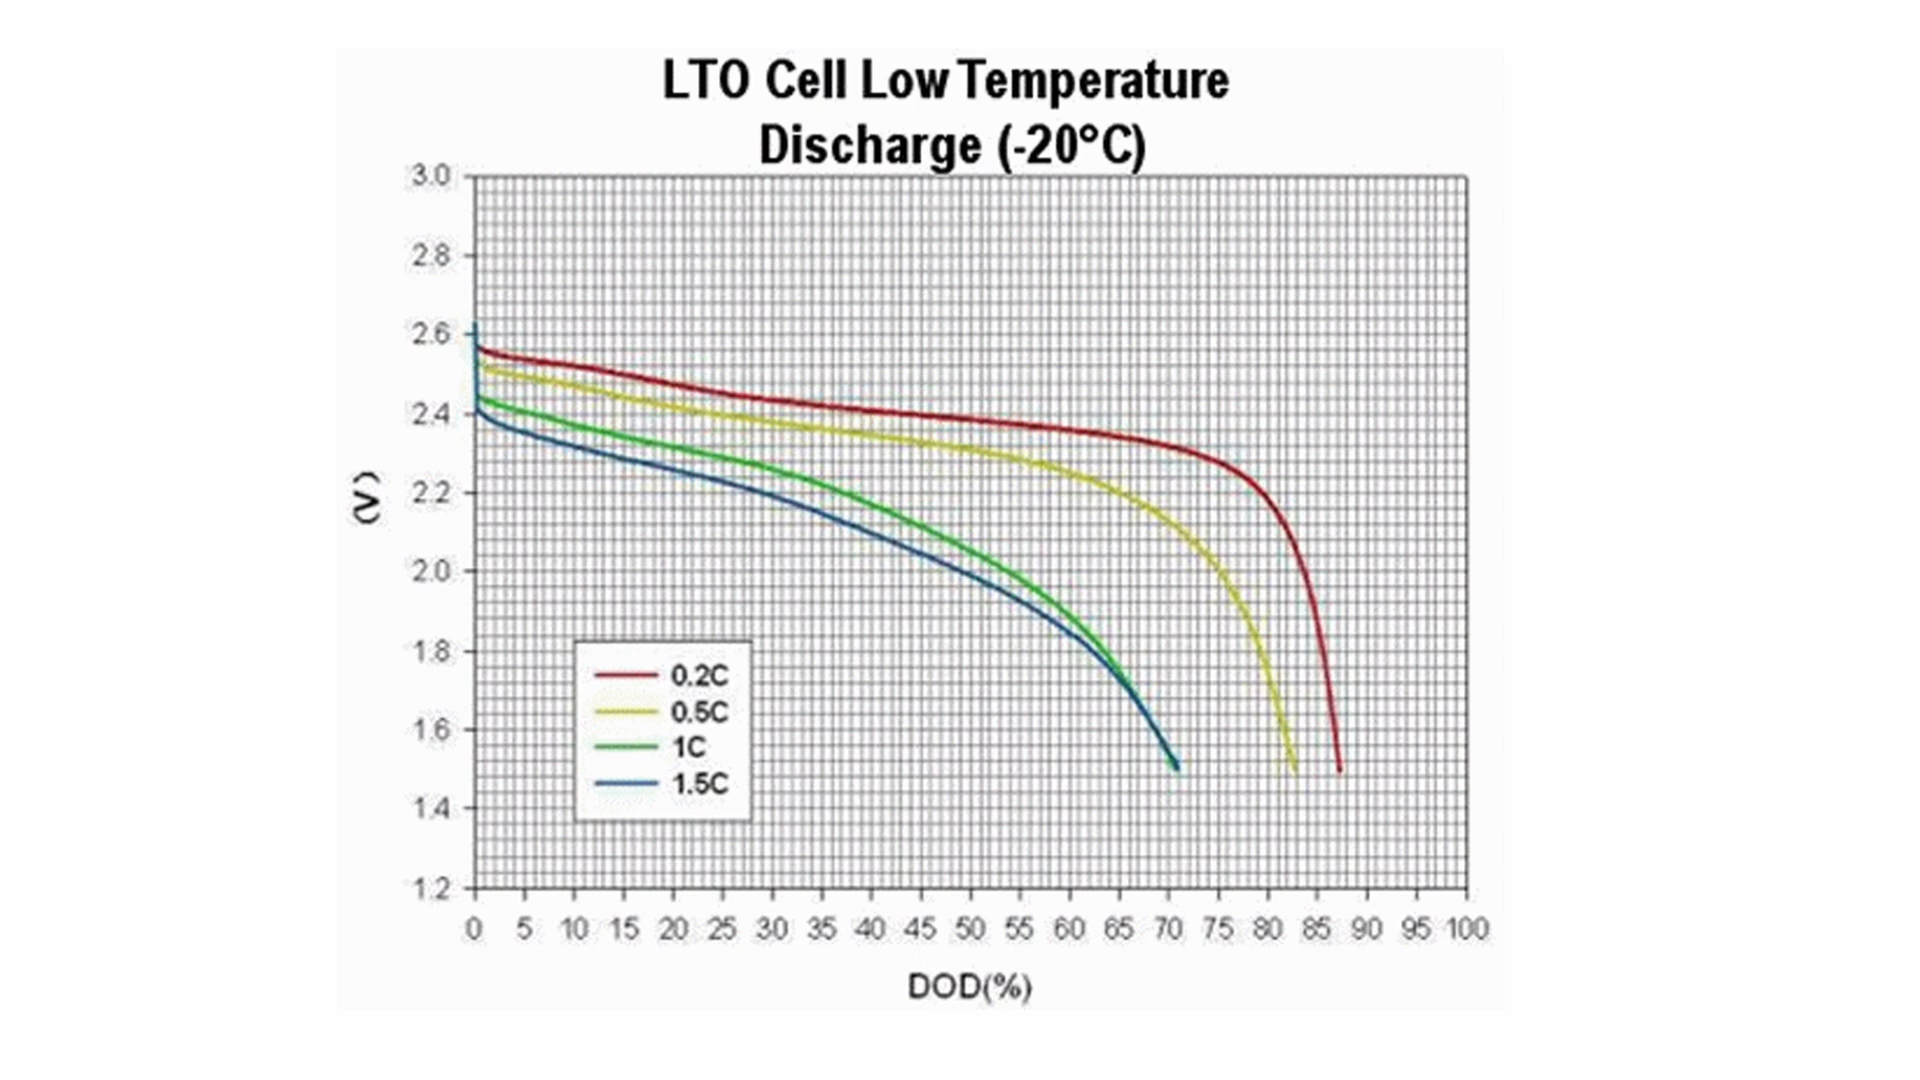 LTO Cell Low Temperature
Discharge (-20°C)
3.0
2.8
2.6
2.4
2.2
2.0
1.8
1.6
1.4
1.2
(V)
0.2C
0.5C
1C
1.5C
0 5 10 15 20 25 30 35 40 45 50 55 60 65 70 75 80 85 90 95 100
DOD(%)